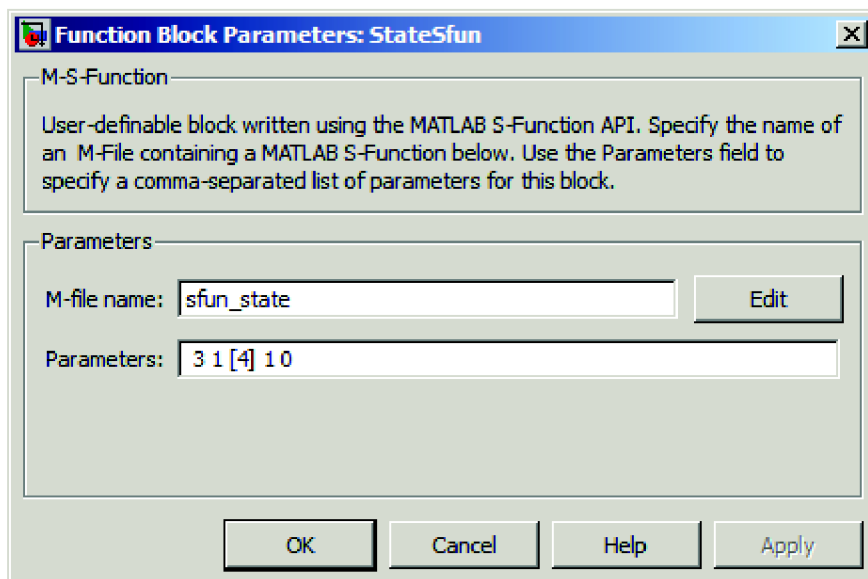 Function Block Parameters: StateSfun
M-S-Function
User-definable block written using the MATLAB S-Function API. Specify the name of
an M-File containing a MATLAB S-Function below. Use the Parameters field to
specify a comma-separated list of parameters for this block.
Parameters
M-file name: sfun_state Edit
Parameters: 3 1 [4] 1 0
OK Cancel Help Apply